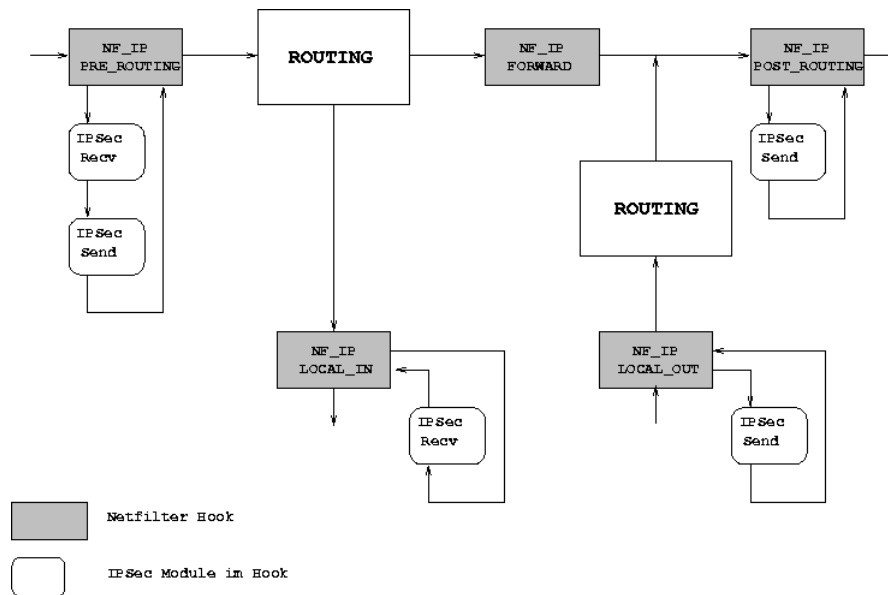 NF_IP
PRE_ROUTING
ROUTING
NF_IP
FORWARD
NF_IP
POST_ROUTING
IPSec
Recv
IPSec
Send
IPSec
Send
ROUTING
NF_IP
LOCAL_IN
NF_IP
LOCAL_OUT
IPSec
Recv
IPSec
Send
Netfilter Hook
IPSec Module im Hook